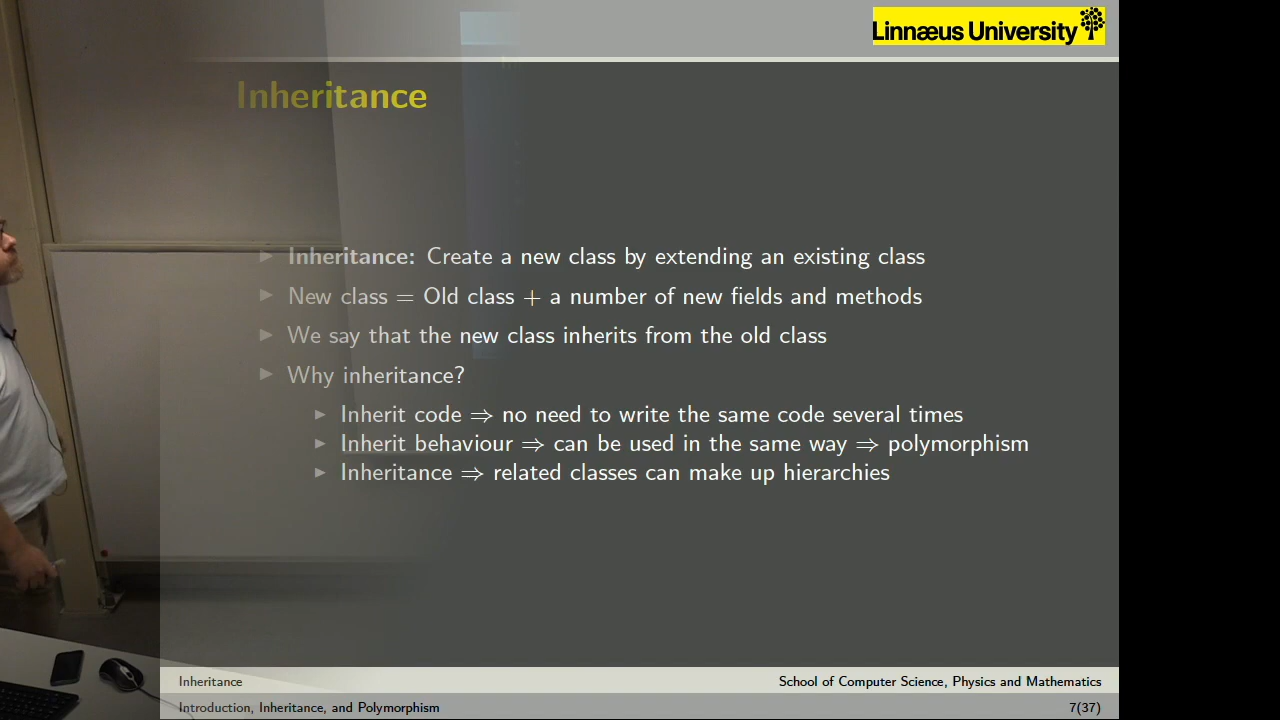 Linnæus University
Inheritance
Inheritance: Create a new class by extending an existing class
New class = Old class + a number of new fields and methods
We say that the new class inherits from the old class
Why inheritance?
Inherit code ⇒ no need to write the same code several times
Inherit behaviour ⇒ can be used in the same way ⇒ polymorphism
Inheritance ⇒ related classes can make up hierarchies
Inheritance
School of Computer Science, Physics and Mathematics
Introduction, Inheritance, and Polymorphism
7(37)